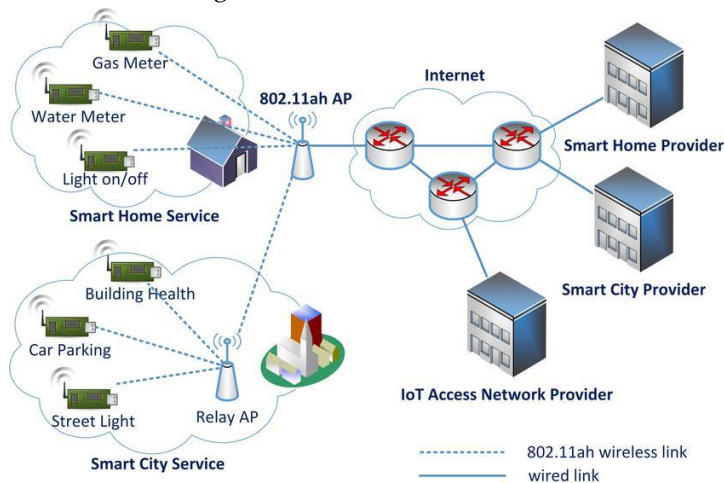 Gas Meter
Water Meter
Light on/off
Smart Home Service
802.11ah AP
Internet
Smart Home Provider
Smart City Provider
IoT Access Network Provider
Building Health
Car Parking
Street Light
Relay AP
Smart City Service
802.11ah wireless link
wired link